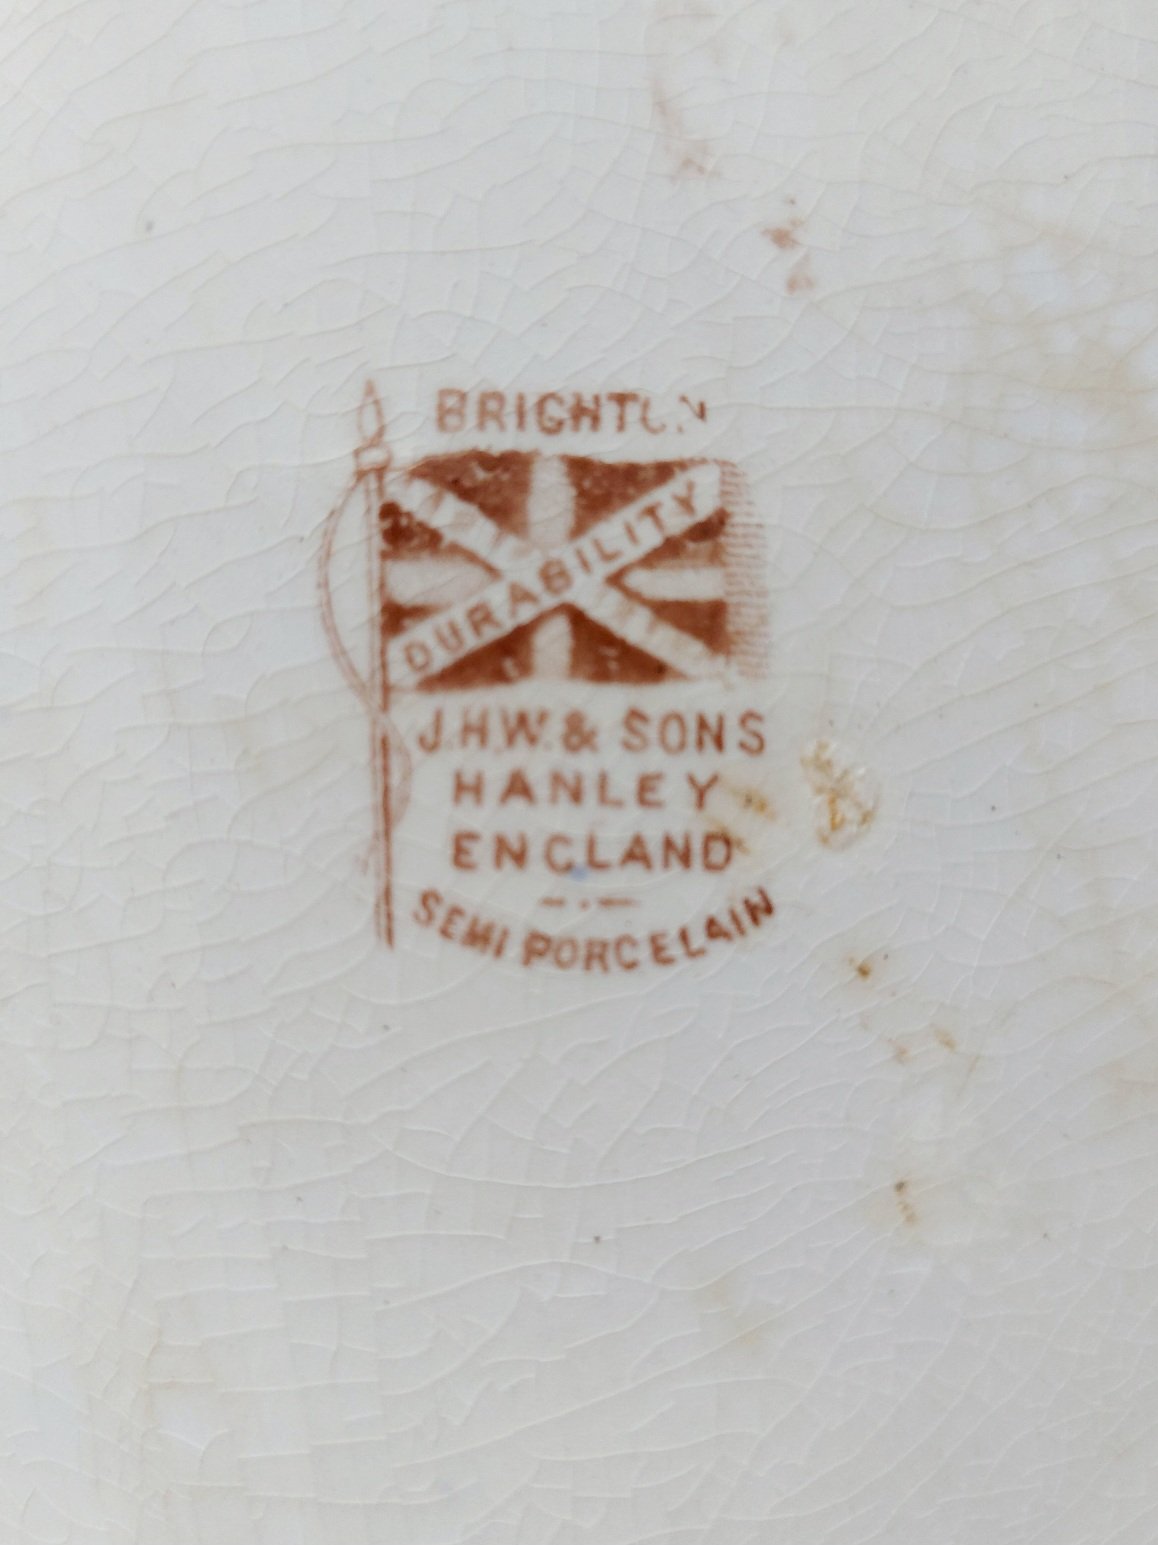 BRIGHTON
DURABILITY
J.H.W. & SONS
HANLEY
ENGLAND
SEMI PORCELAIN